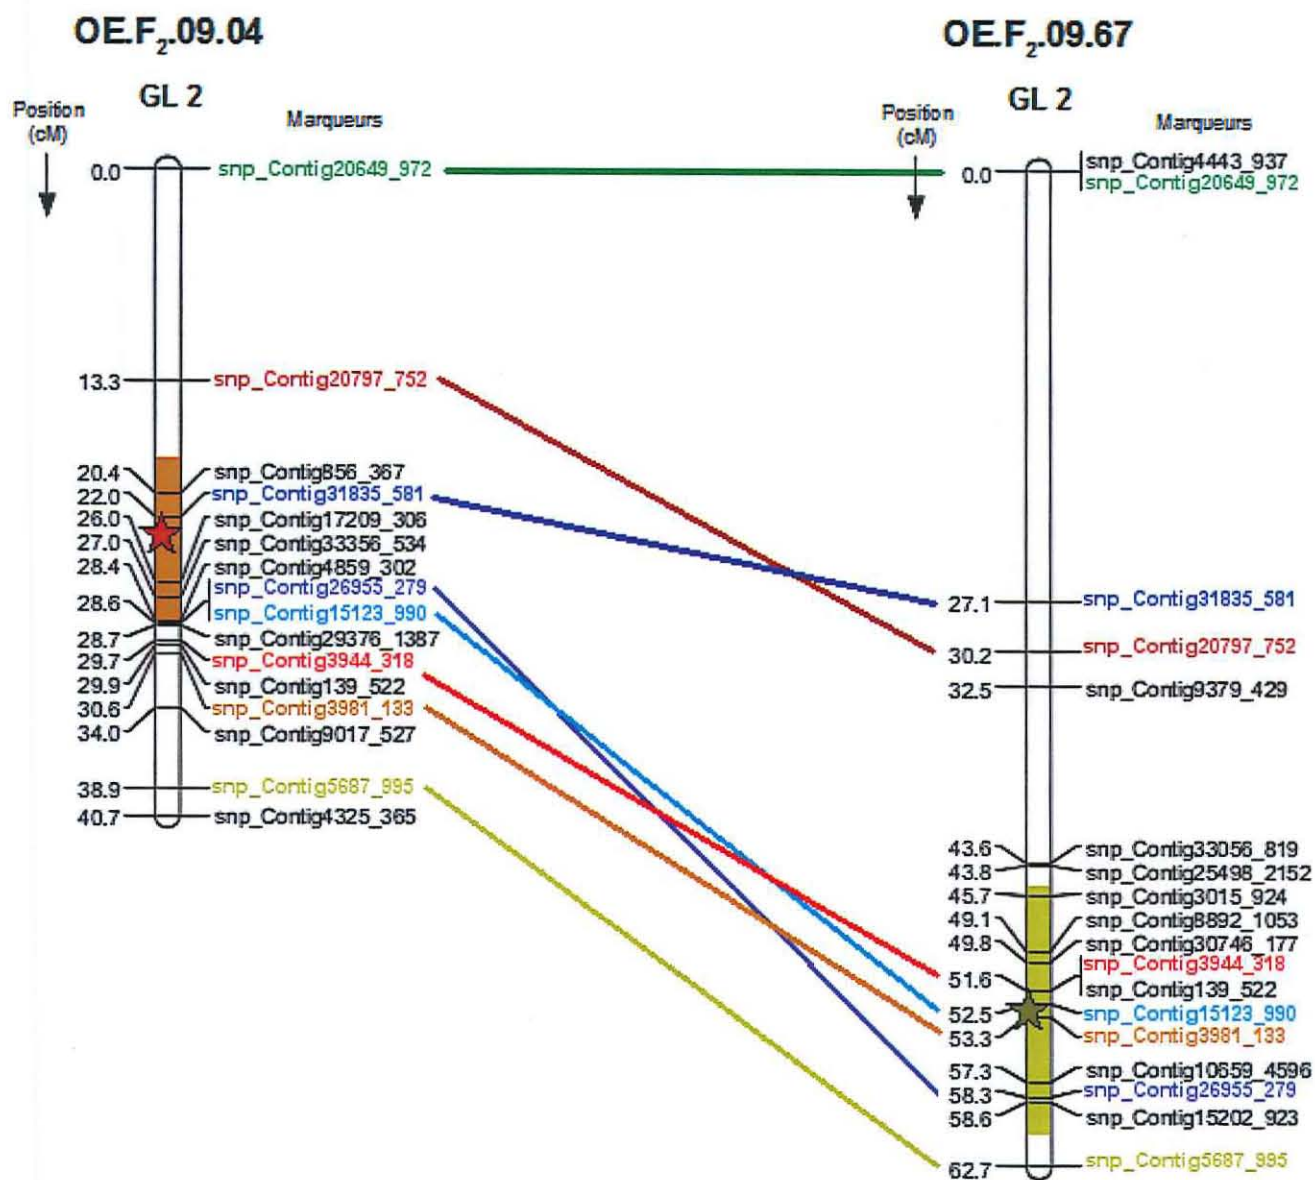 OE.F2.09.04
GL 2
Position
(cM)
Marqueurs
0.0 snp_Contig20649_972
13.3 snp_Contig20797_752
20.4 snp_Contig856_367
22.0 snp_Contig31835_581
26.0 snp_Contig17209_306
27.0 snp_Contig33356_534
28.4 snp_Contig4859_302
snp_Contig26955_279
28.6 snp_Contig15123_990
28.7 snp_Contig29376_1387
29.7 snp_Contig3944_318
29.9 snp_Contig139_522
30.6 snp_Contig3981_133
34.0 snp_Contig9017_527
38.9 snp_Contig5687_995
40.7 snp_Contig4325_365
OE.F2.09.67
GL 2
Position
(cM)
Marqueurs
snp_Contig4443_937
0.0 snp_Contig20649_972
27.1 snp_Contig31835_581
30.2 snp_Contig20797_752
32.5 snp_Contig9379_429
43.6 snp_Contig33056_819
43.8 snp_Contig25498_2152
45.7 snp_Contig3015_924
49.1 snp_Contig8892_1053
49.8 snp_Contig30746_177
snp_Contig3944_318
51.6 snp_Contig139_522
52.5 snp_Contig15123_990
53.3 snp_Contig3981_133
57.3 snp_Contig10659_4596
58.3 snp_Contig26955_279
58.6 snp_Contig15202_923
62.7 snp_Contig5687_995